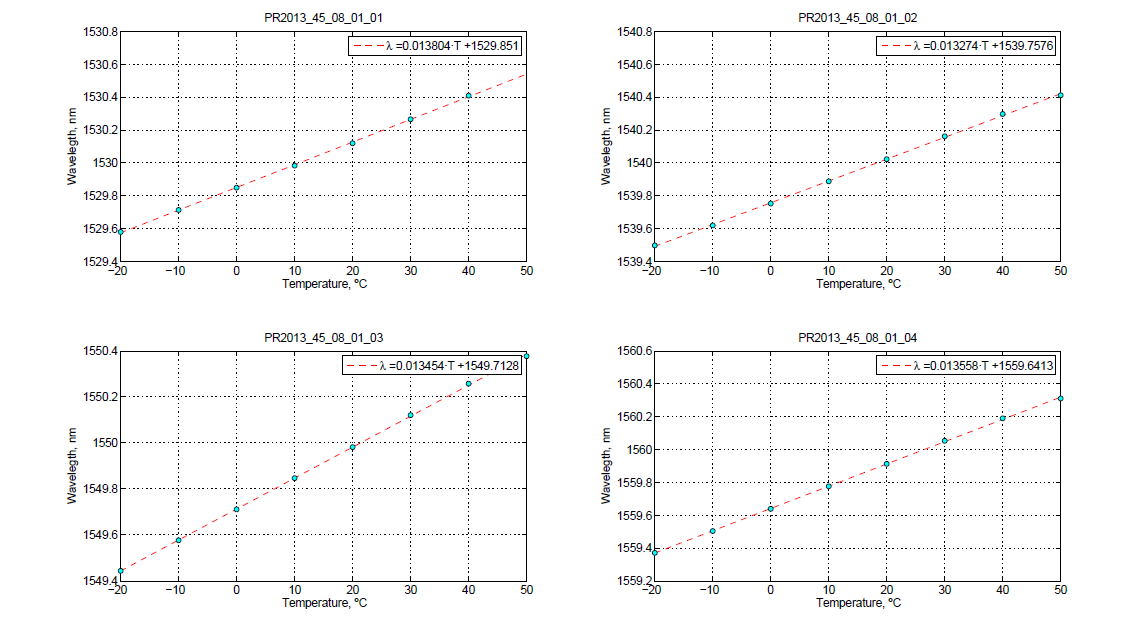 PR2013_45_08_01_01
λ =0.013804·T +1529.851
1530.8
1530.6
1530.4
1530.2
1530
1529.8
1529.6
1529.4
Wavelegth, nm
−20 −10 0 10 20 30 40 50
Temperature, ºC
PR2013_45_08_01_02
λ =0.013274·T +1539.7576
1540.8
1540.6
1540.4
1540.2
1540
1539.8
1539.6
1539.4
Wavelegth, nm
−20 −10 0 10 20 30 40 50
Temperature, ºC
PR2013_45_08_01_03
λ =0.013454·T +1549.7128
1550.4
1550.2
1550
1549.8
1549.6
1549.4
Wavelegth, nm
−20 −10 0 10 20 30 40 50
Temperature, ºC
PR2013_45_08_01_04
λ =0.013558·T +1559.6413
1560.6
1560.4
1560.2
1560
1559.8
1559.6
1559.4
1559.2
Wavelegth, nm
−20 −10 0 10 20 30 40 50
Temperature, ºC